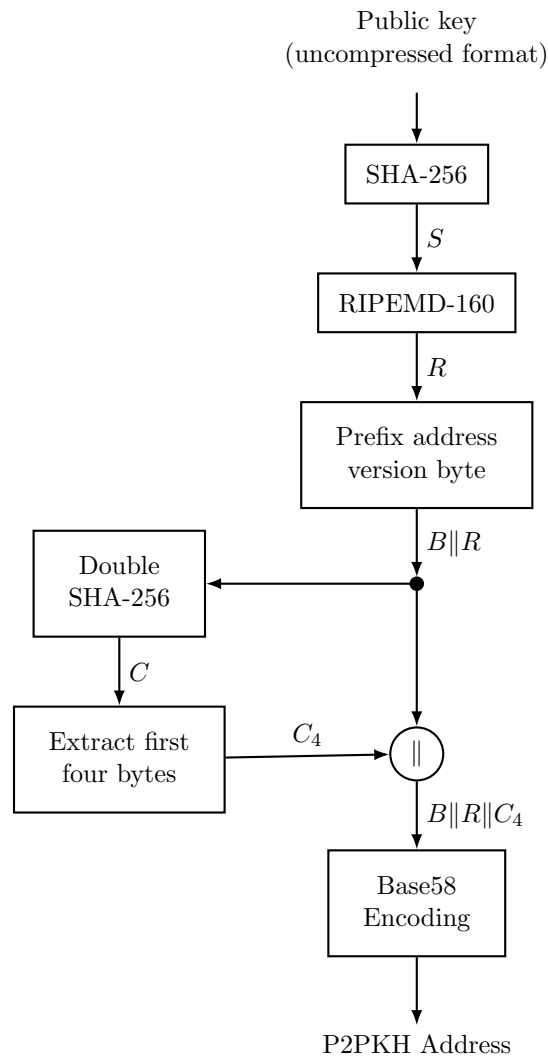 Public key
(uncompressed format)
SHA-256
S
RIPEMD-160
R
Prefix address
version byte
B∥R
Double
SHA-256
C
Extract first
four bytes
C₄
∥
B∥R∥C₄
Base58
Encoding
P2PKH Address